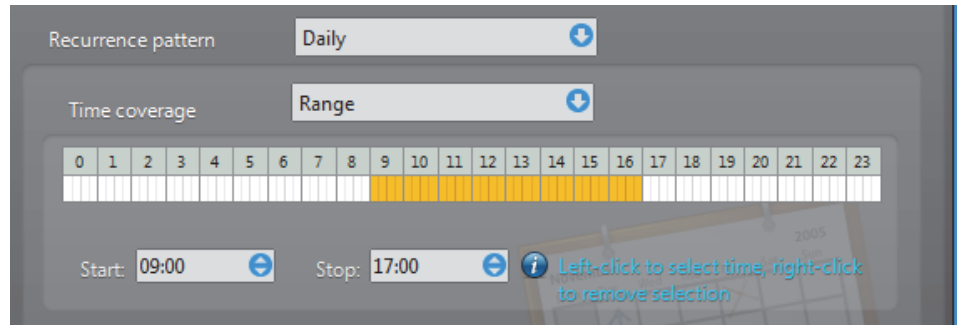 Recurrence pattern Daily
Time coverage Range
0 1 2 3 4 5 6 7 8 9 10 11 12 13 14 15 16 17 18 19 20 21 22 23
2005
Start: 09:00 Stop: 17:00 Left-click to select time, right-click
to remove selection